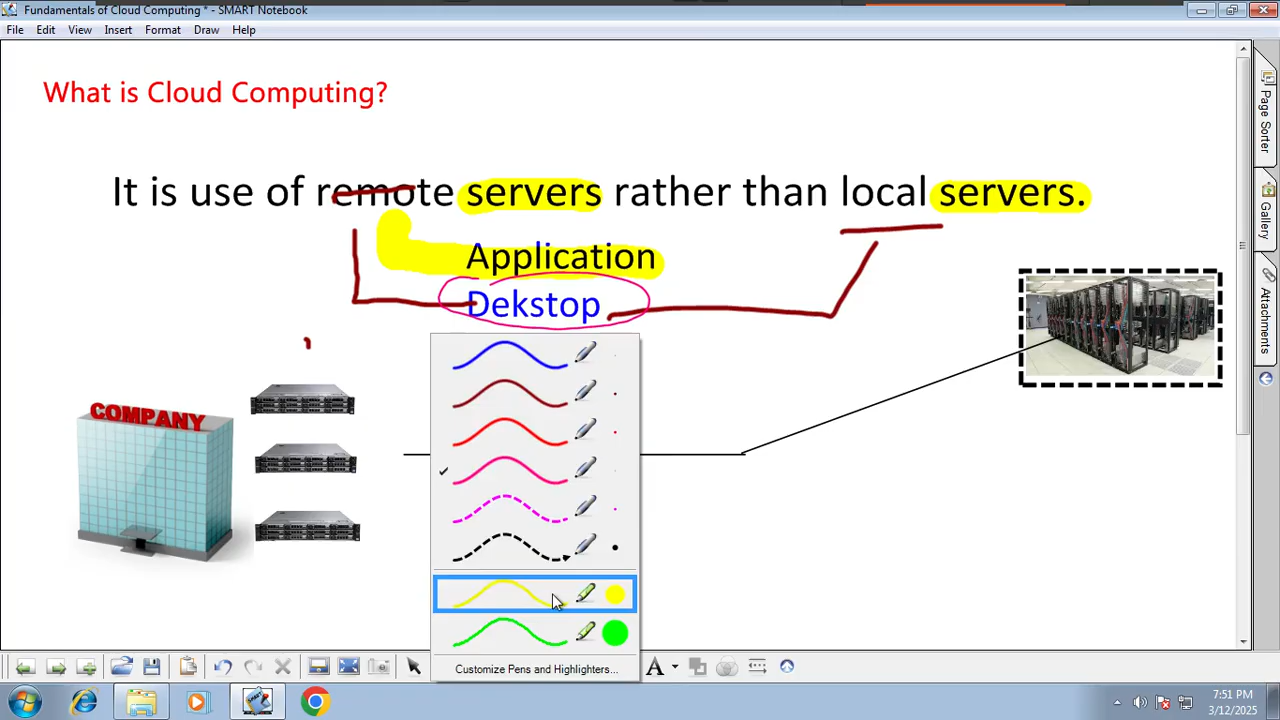 Fundamentals of Cloud Computing * - SMART Notebook
File Edit View Insert Format Draw Help
What is Cloud Computing?
It is use of remote servers rather than local servers.
Application
Dekstop
COMPANY
Customize Pens and Highlighters...
A
Page Sorter
Gallery
Attachments
7:51 PM
3/12/2025